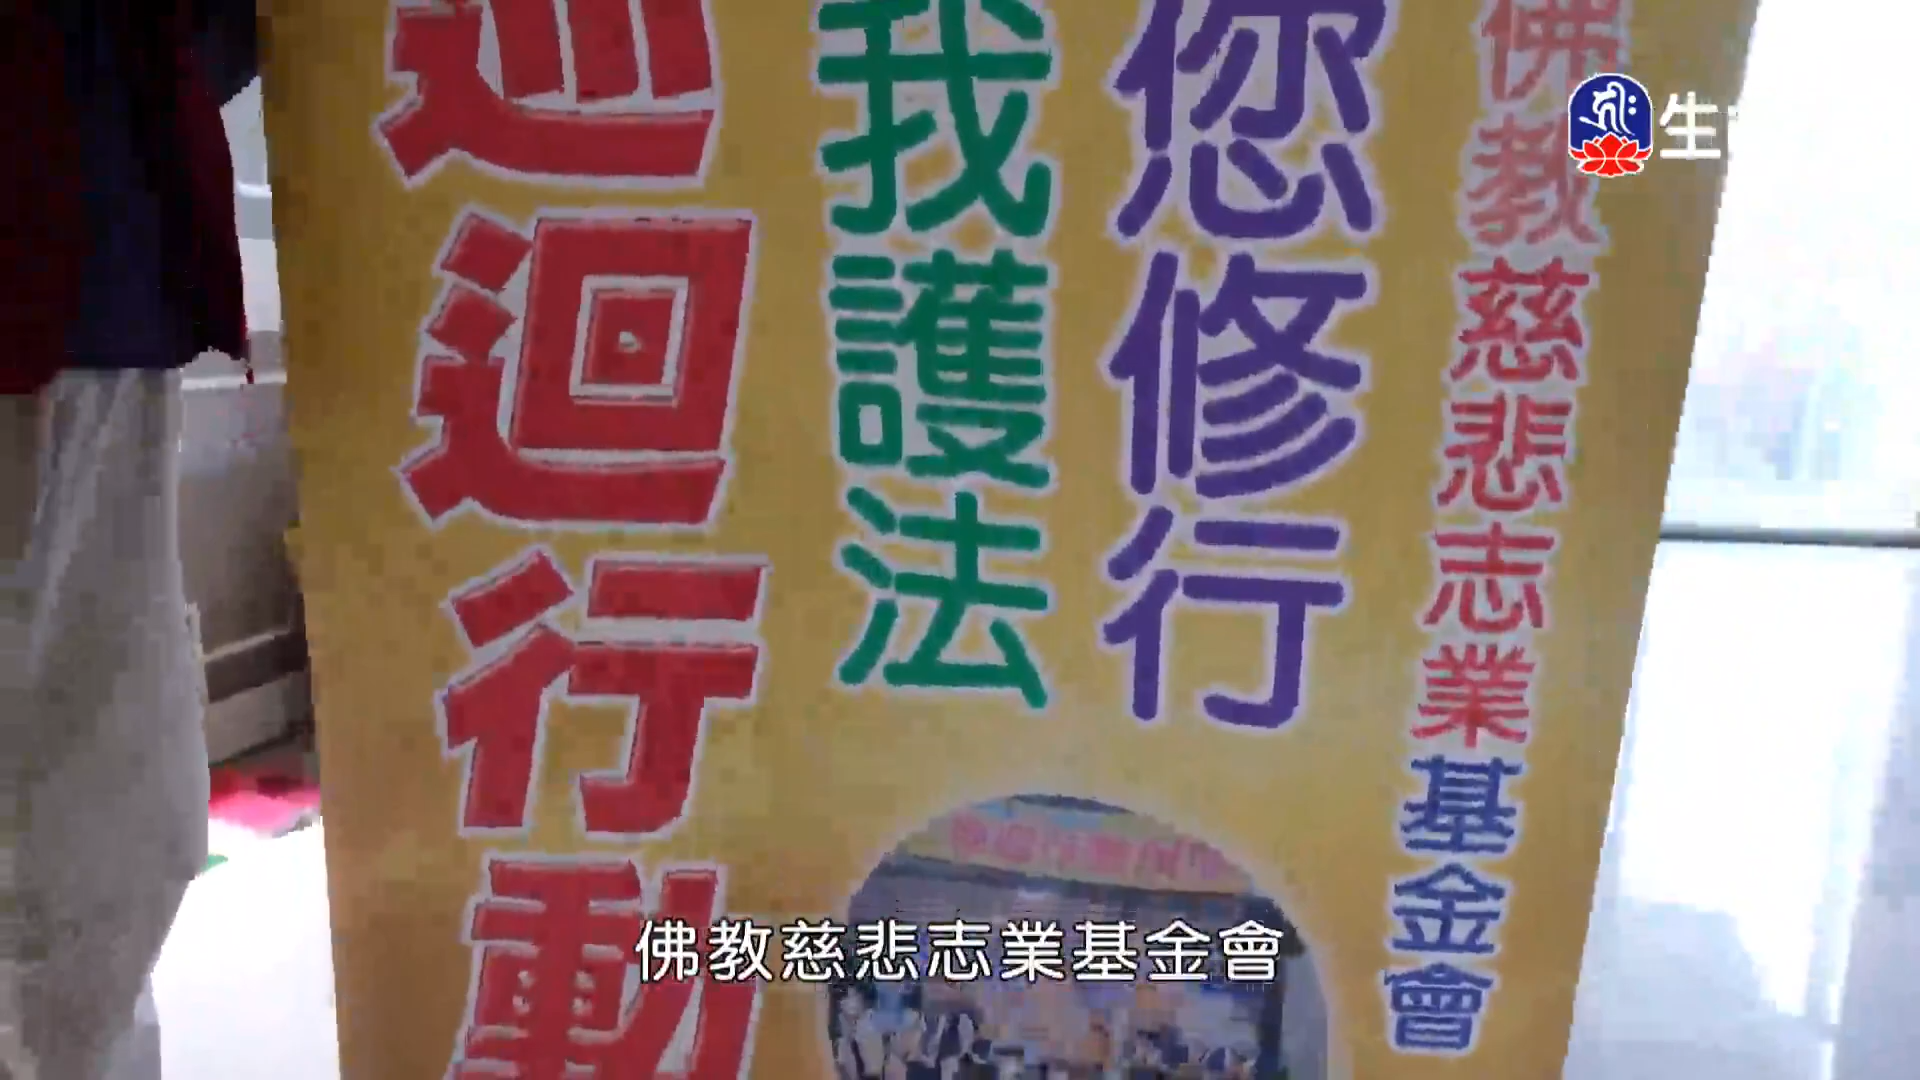 佛教慈悲志業基金會
您修行
我護法
巡迴行動
生
佛教慈悲志業基金會